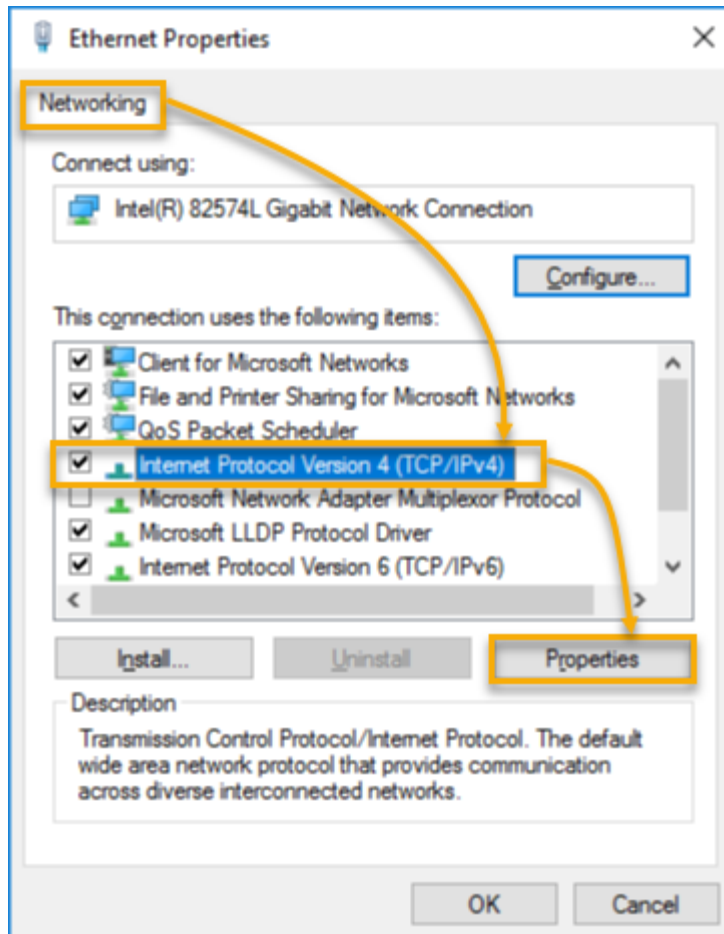 Ethernet Properties
Networking
Connect using:
Intel(R) 82574L Gigabit Network Connection
Configure...
This connection uses the following items:
Client for Microsoft Networks
File and Printer Sharing for Microsoft Networks
QoS Packet Scheduler
Internet Protocol Version 4 (TCP/IPv4)
Microsoft Network Adapter Multiplexor Protocol
Microsoft LLDP Protocol Driver
Internet Protocol Version 6 (TCP/IPv6)
Install... Uninstall Properties
Description
Transmission Control Protocol/Internet Protocol. The default
wide area network protocol that provides communication
across diverse interconnected networks.
OK Cancel